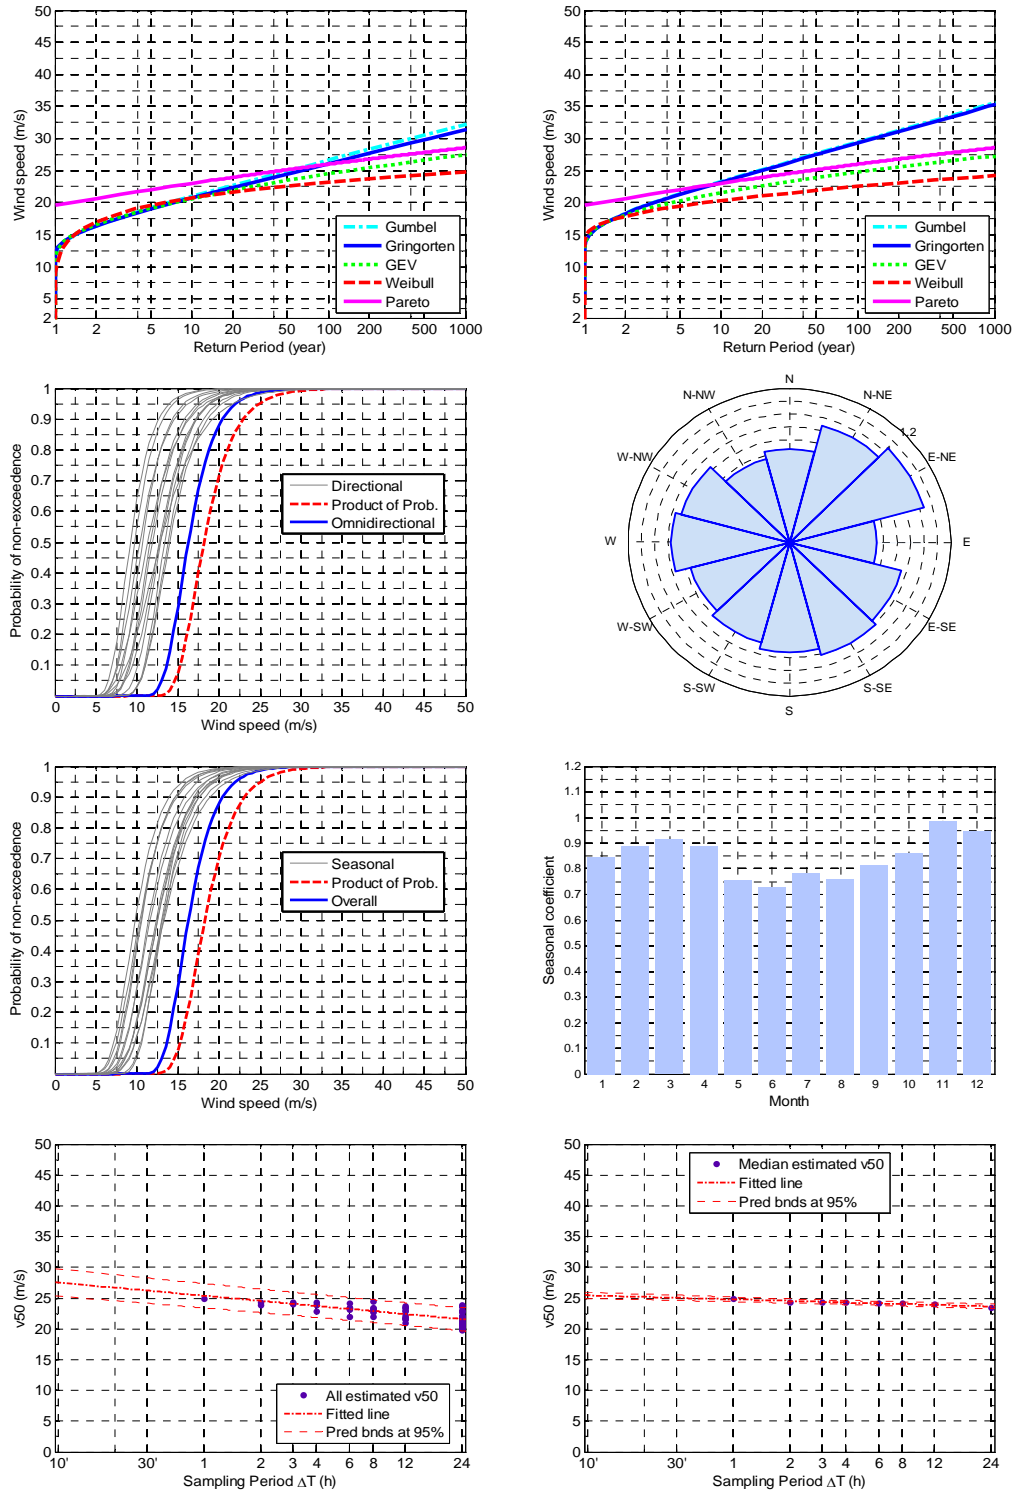 50
45
40
35
30
25
20
15
10
5
2
Wind speed (m/s)
Gumbel
Gringorten
GEV
Weibull
Pareto
1 2 5 10 20 50 100 200 500 1000
Return Period (year)
50
45
40
35
30
25
20
15
10
5
2
Wind speed (m/s)
Gumbel
Gringorten
GEV
Weibull
Pareto
1 2 5 10 20 50 100 200 500 1000
Return Period (year)
1
0.9
0.8
0.7
0.6
0.5
0.4
0.3
0.2
0.1
Probability of non-exceedence
Directional
Product of Prob.
Omnidirectional
0 5 10 15 20 25 30 35 40 45 50
Wind speed (m/s)
N
N-NW N-NE
1.2
W-NW E-NE
W E
W-SW E-SE
S-SW S-SE
S
1
0.9
0.8
0.7
0.6
0.5
0.4
0.3
0.2
0.1
Probability of non-exceedence
Seasonal
Product of Prob.
Overall
0 5 10 15 20 25 30 35 40 45 50
Wind speed (m/s)
1.2
1.1
1
0.9
0.8
0.7
0.6
0.5
0.4
0.3
0.2
0.1
0
Seasonal coefficient
1 2 3 4 5 6 7 8 9 10 11 12
Month
50
45
40
35
30
25
20
15
10
5
0
v50 (m/s)
All estimated v50
Fitted line
Pred bnds at 95%
10' 30' 1 2 3 4 6 8 12 24
Sampling Period ΔT (h)
50
45
40
35
30
25
20
15
10
5
0
v50 (m/s)
Median estimated v50
Fitted line
Pred bnds at 95%
10' 30' 1 2 3 4 6 8 12 24
Sampling Period ΔT (h)